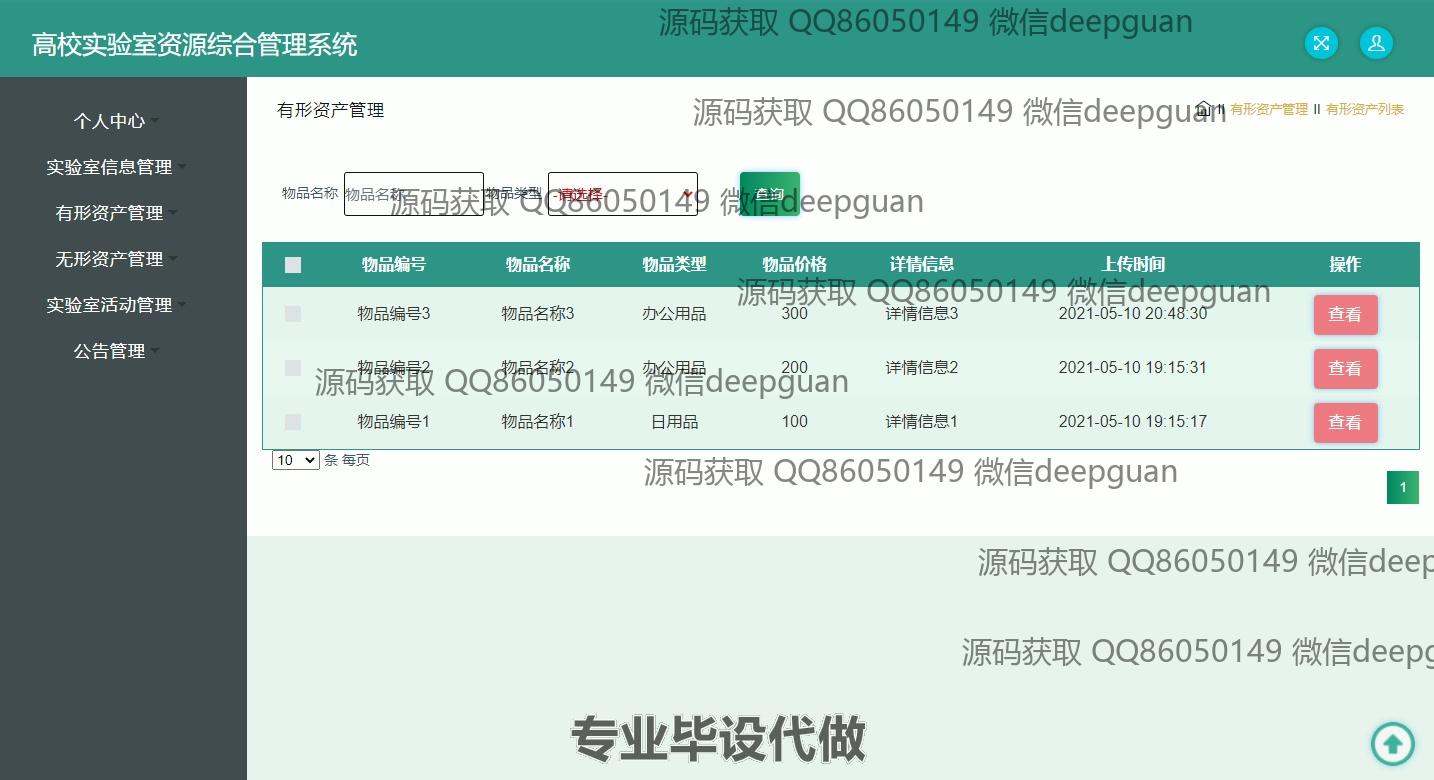 源码获取 QQ86050149 微信deepguan
高校实验室资源综合管理系统
个人中心
实验室信息管理
有形资产管理
无形资产管理
实验室活动管理
公告管理
有形资产管理
源码获取 QQ86050149 微信deepguan
有形资产管理 II 有形资产列表
物品名称 物品名称 物品类型 -请选择- 查询
源码获取 QQ86050149 微信deepguan
物品编号 物品名称 物品类型 物品价格 详情信息 上传时间 操作
源码获取 QQ86050149 微信deepguan
物品编号3 物品名称3 办公用品 300 详情信息3 2021-05-10 20:48:30 查看
物品编号2 物品名称2 办公用品 200 详情信息2 2021-05-10 19:15:31 查看
源码获取 QQ86050149 微信deepguan
物品编号1 物品名称1 日用品 100 详情信息1 2021-05-10 19:15:17 查看
10 条 每页
源码获取 QQ86050149 微信deepguan
1
源码获取 QQ86050149 微信deep
源码获取 QQ86050149 微信deepg
专业毕设代做